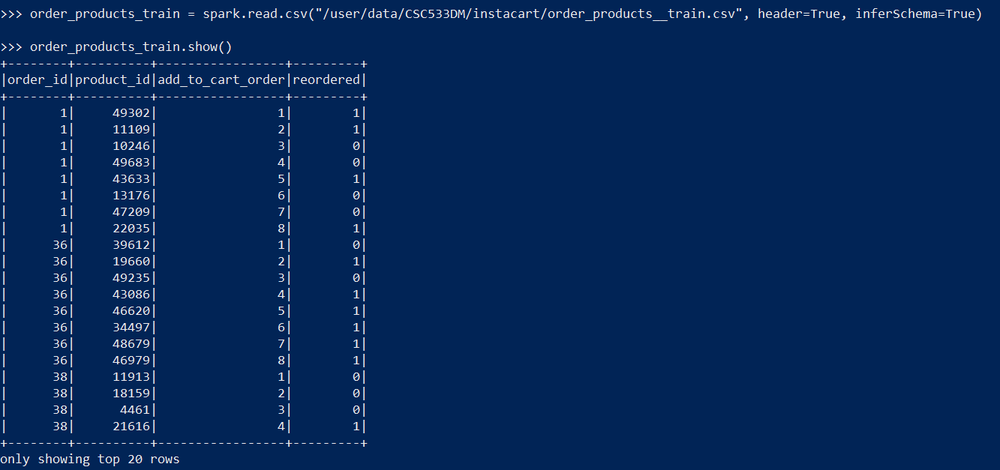 >>> order_products_train = spark.read.csv("/user/data/CSC533DM/instacart/order_products__train.csv", header=True, inferSchema=True)
>>> order_products_train.show()
+--------+----------+-----------------+---------+
|order_id|product_id|add_to_cart_order|reordered|
+--------+----------+-----------------+---------+
|       1|     49302|                1|        1|
|       1|     11109|                2|        1|
|       1|     10246|                3|        0|
|       1|     49683|                4|        0|
|       1|     43633|                5|        1|
|       1|     13176|                6|        0|
|       1|     47209|                7|        0|
|       1|     22035|                8|        1|
|      36|     39612|                1|        0|
|      36|     19660|                2|        1|
|      36|     49235|                3|        0|
|      36|     43086|                4|        1|
|      36|     46620|                5|        1|
|      36|     34497|                6|        1|
|      36|     48679|                7|        1|
|      36|     46979|                8|        1|
|      38|     11913|                1|        0|
|      38|     18159|                2|        0|
|      38|      4461|                3|        0|
|      38|     21616|                4|        1|
+--------+----------+-----------------+---------+
only showing top 20 rows